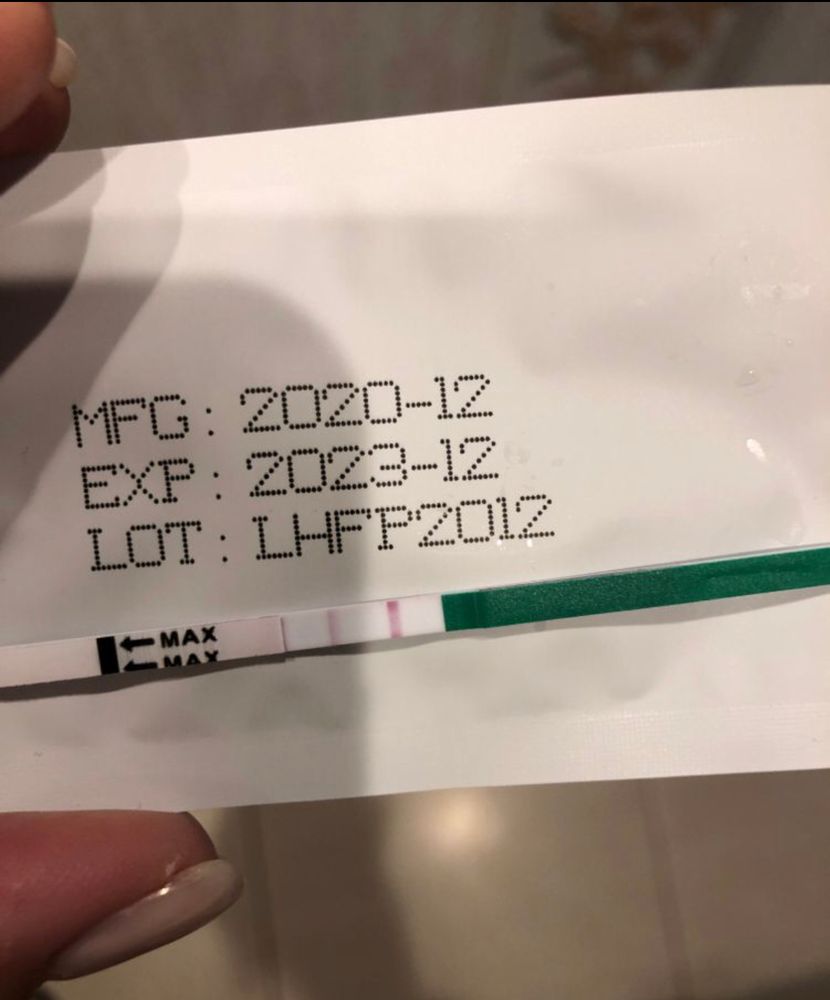 MFG : 2020-12
EXP : 2023-12
LOT : LHFP2012
← MAX
← MAX